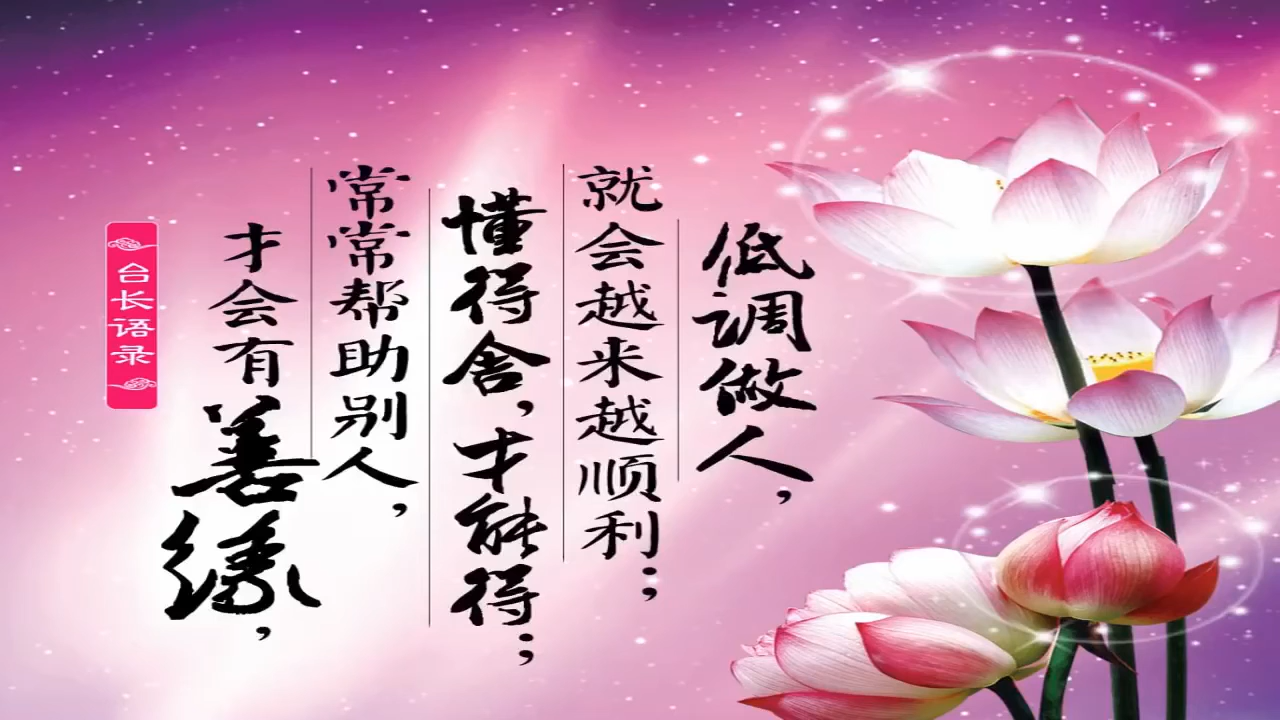 低调做人，
就会越来越顺利；
懂得舍，才能得；
常常帮助别人，
才会有善缘，
台长语录